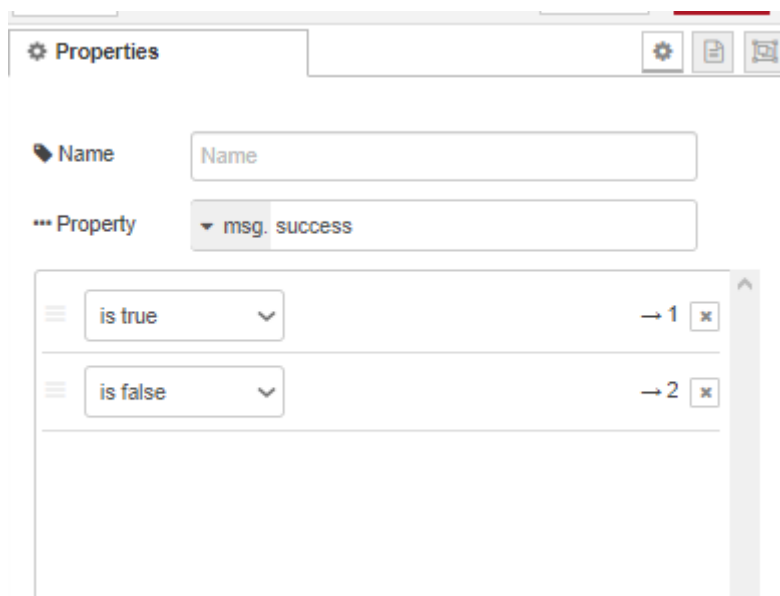 Properties
Name Name
Property msg. success
is true → 1
is false → 2